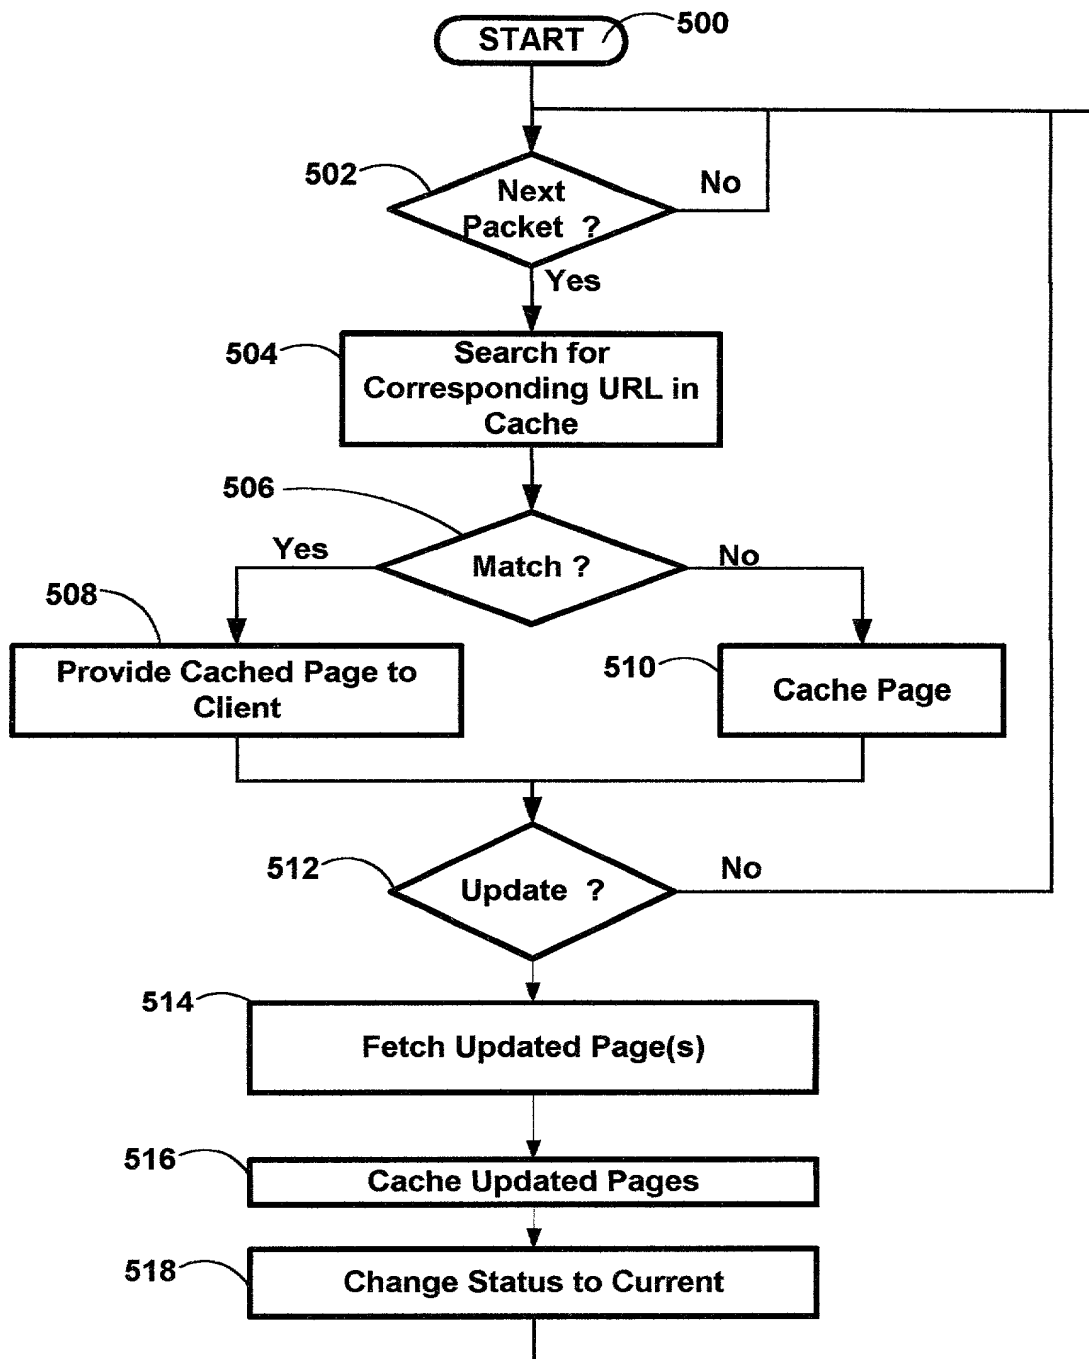 START
500
502
Next
Packet ?
No
Yes
504
Search for
Corresponding URL in
Cache
506
Yes
Match ?
No
508
Provide Cached Page to
Client
510
Cache Page
512
Update ?
No
514
Fetch Updated Page(s)
516
Cache Updated Pages
518
Change Status to Current